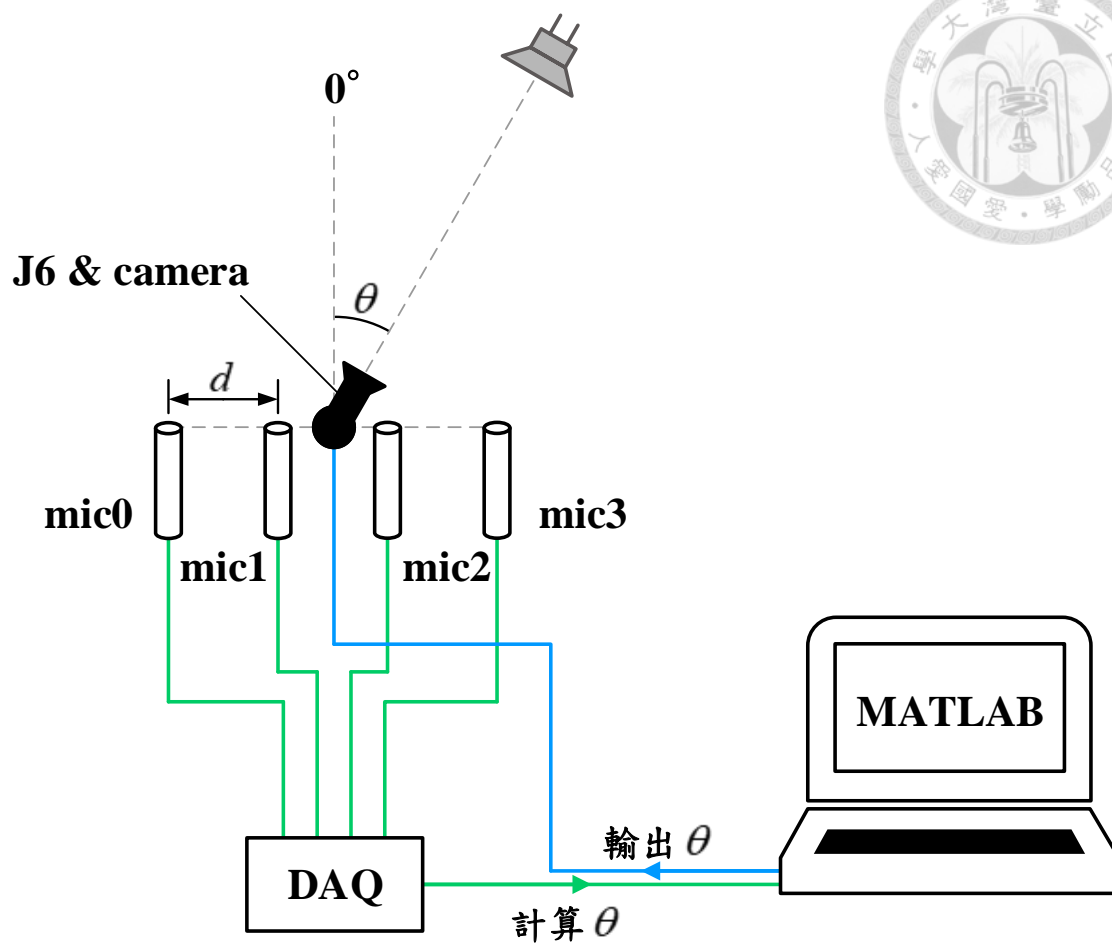 0°
J6 & camera
θ
d
mic0
mic3
mic1
mic2
MATLAB
輸出 θ
DAQ
計算 θ